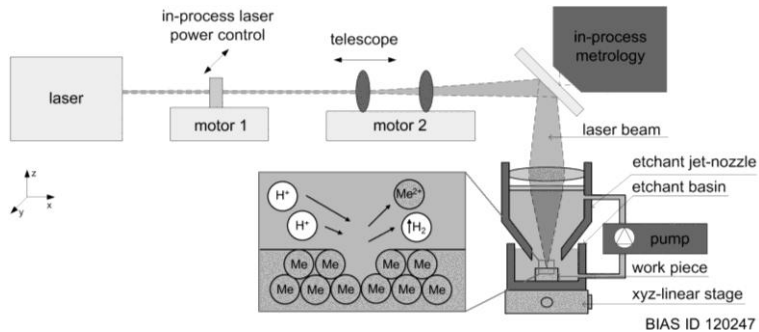 in-process laser
power control
telescope
in-process
metrology
laser
motor 1
motor 2
laser beam
etchant jet-nozzle
etchant basin
z
x
y
H+
Me2+
H+
↑H2
Me
Me
Me
Me
Me
Me
Me
Me
Me
Me
pump
work piece
xyz-linear stage
BIAS ID 120247